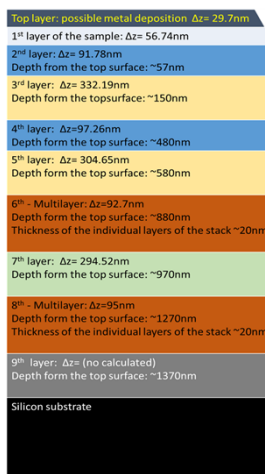 Top layer: possible metal deposition Δz= 29.7nm
1st layer of the sample: Δz= 56.74nm
2nd layer: Δz= 91.78nm
Depth from the top surface: ~57nm
3rd layer: Δz= 332.19nm
Depth form the topsurface: ~150nm
4th layer: Δz=97.26nm
Depth form the top surface: ~480nm
5th layer: Δz= 304.65nm
Depth form the top surface: ~580nm
6th - Multilayer: Δz=92.7nm
Depth form the top surface: ~880nm
Thickness of the individual layers of the stack ~20nm
7th layer: Δz= 294.52nm
Depth form the top surface: ~970nm
8th - Multilayer: Δz=95nm
Depth form the top surface: ~1270nm
Thickness of the individual layers of the stack ~20nm
9th layer: Δz= (no calculated)
Depth form the top surface: ~1370nm
Silicon substrate